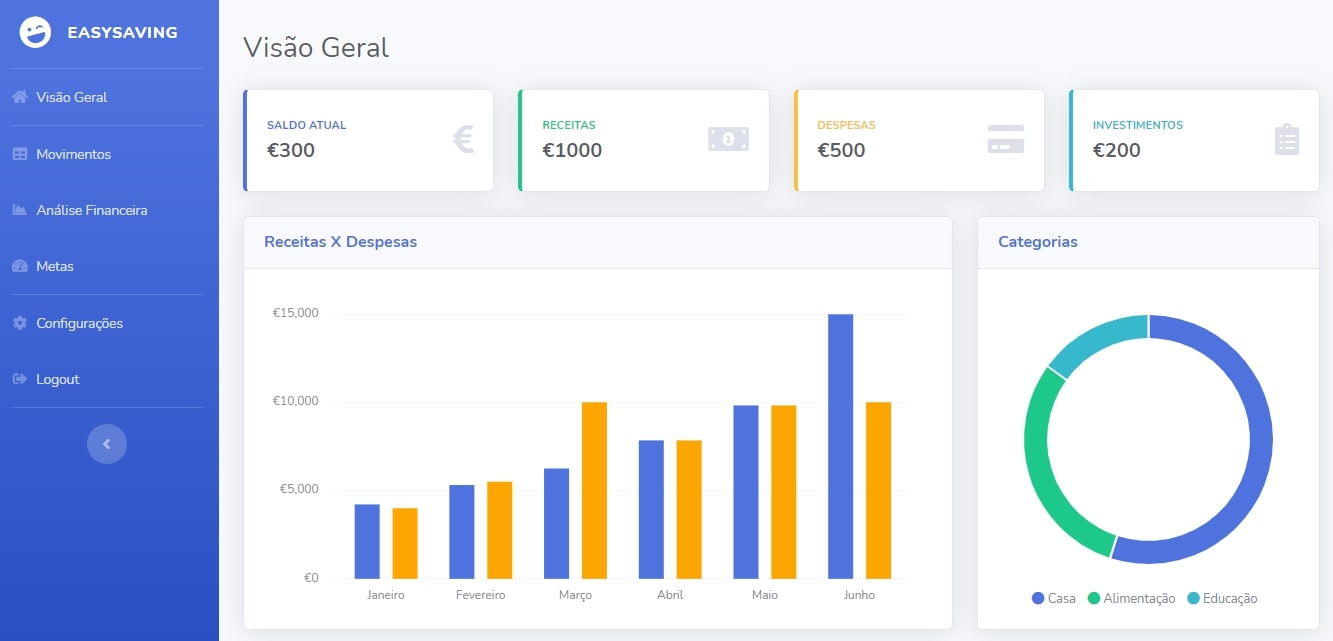 EASYSAVING
Visão Geral
Movimentos
Análise Financeira
Metas
Configurações
Logout
Visão Geral
SALDO ATUAL
€300
€
RECEITAS
€1000
1
DESPESAS
€500
INVESTIMENTOS
€200
Receitas X Despesas
€15,000
€10,000
€5,000
€0
Janeiro Fevereiro Março Abril Maio Junho
Categorias
Casa Alimentação Educação